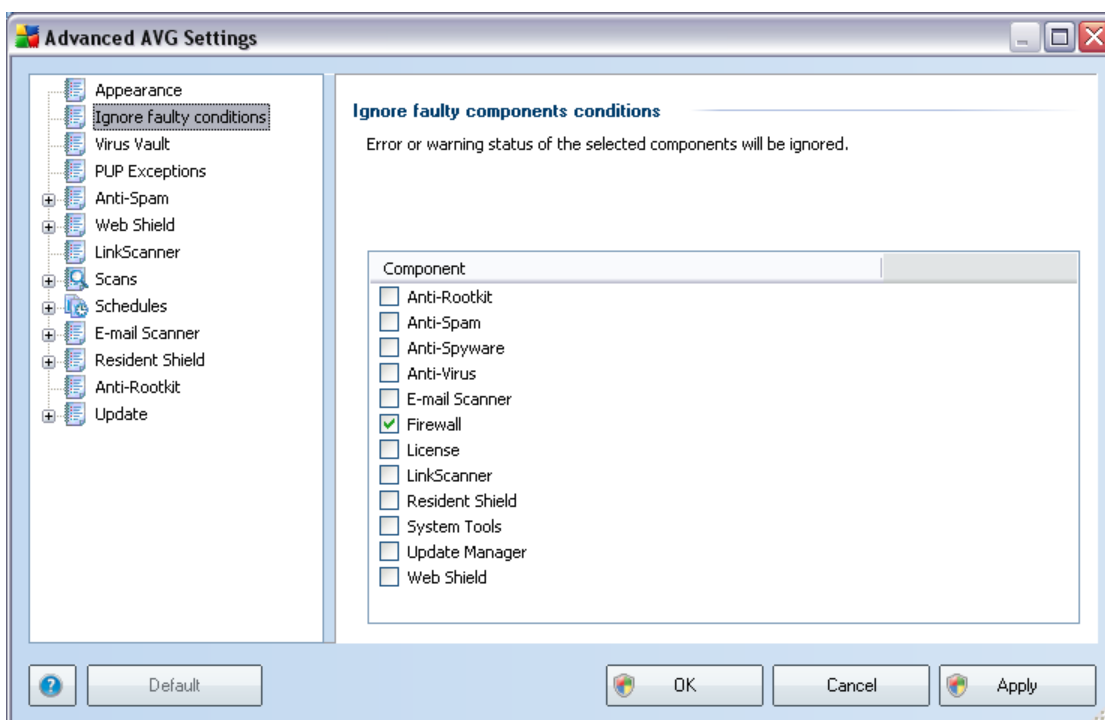 Advanced AVG Settings
Appearance
Ignore faulty conditions
Virus Vault
PUP Exceptions
Anti-Spam
Web Shield
LinkScanner
Scans
Schedules
E-mail Scanner
Resident Shield
Anti-Rootkit
Update
Ignore faulty components conditions
Error or warning status of the selected components will be ignored.
Component
Anti-Rootkit
Anti-Spam
Anti-Spyware
Anti-Virus
E-mail Scanner
Firewall
License
LinkScanner
Resident Shield
System Tools
Update Manager
Web Shield
Default
OK
Cancel
Apply